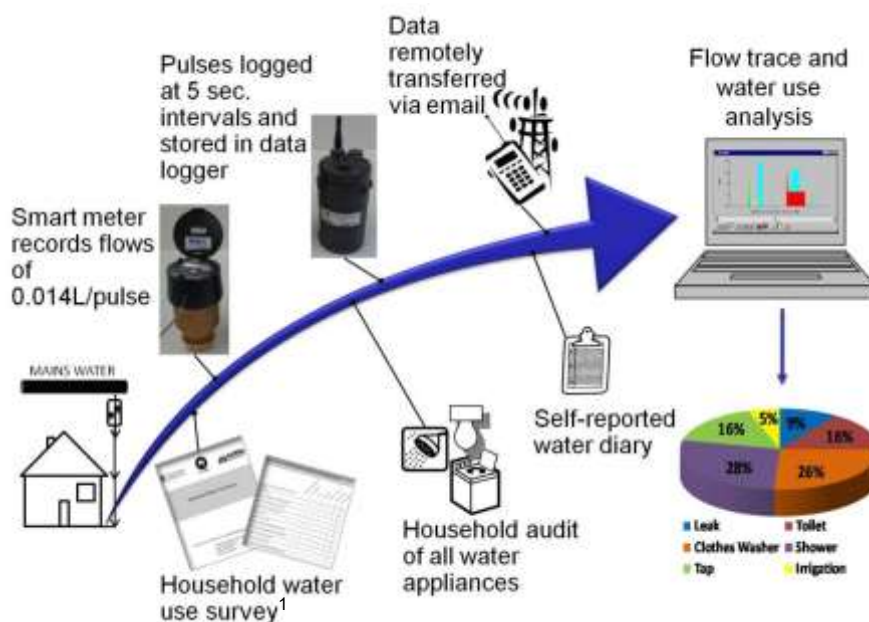 Data
remotely
transferred
via email
Pulses logged
at 5 sec.
intervals and
stored in data
logger
Flow trace and
water use
analysis
Smart meter
records flows
of
0.014L/pulse
MAINS WATER
Self-reported
water diary
Household audit
of all water
appliances
Household water
use survey1
5%
9%
16%
16%
28%
26%
Leak
Toilet
Clothes Washer
Shower
Tap
Irrigation